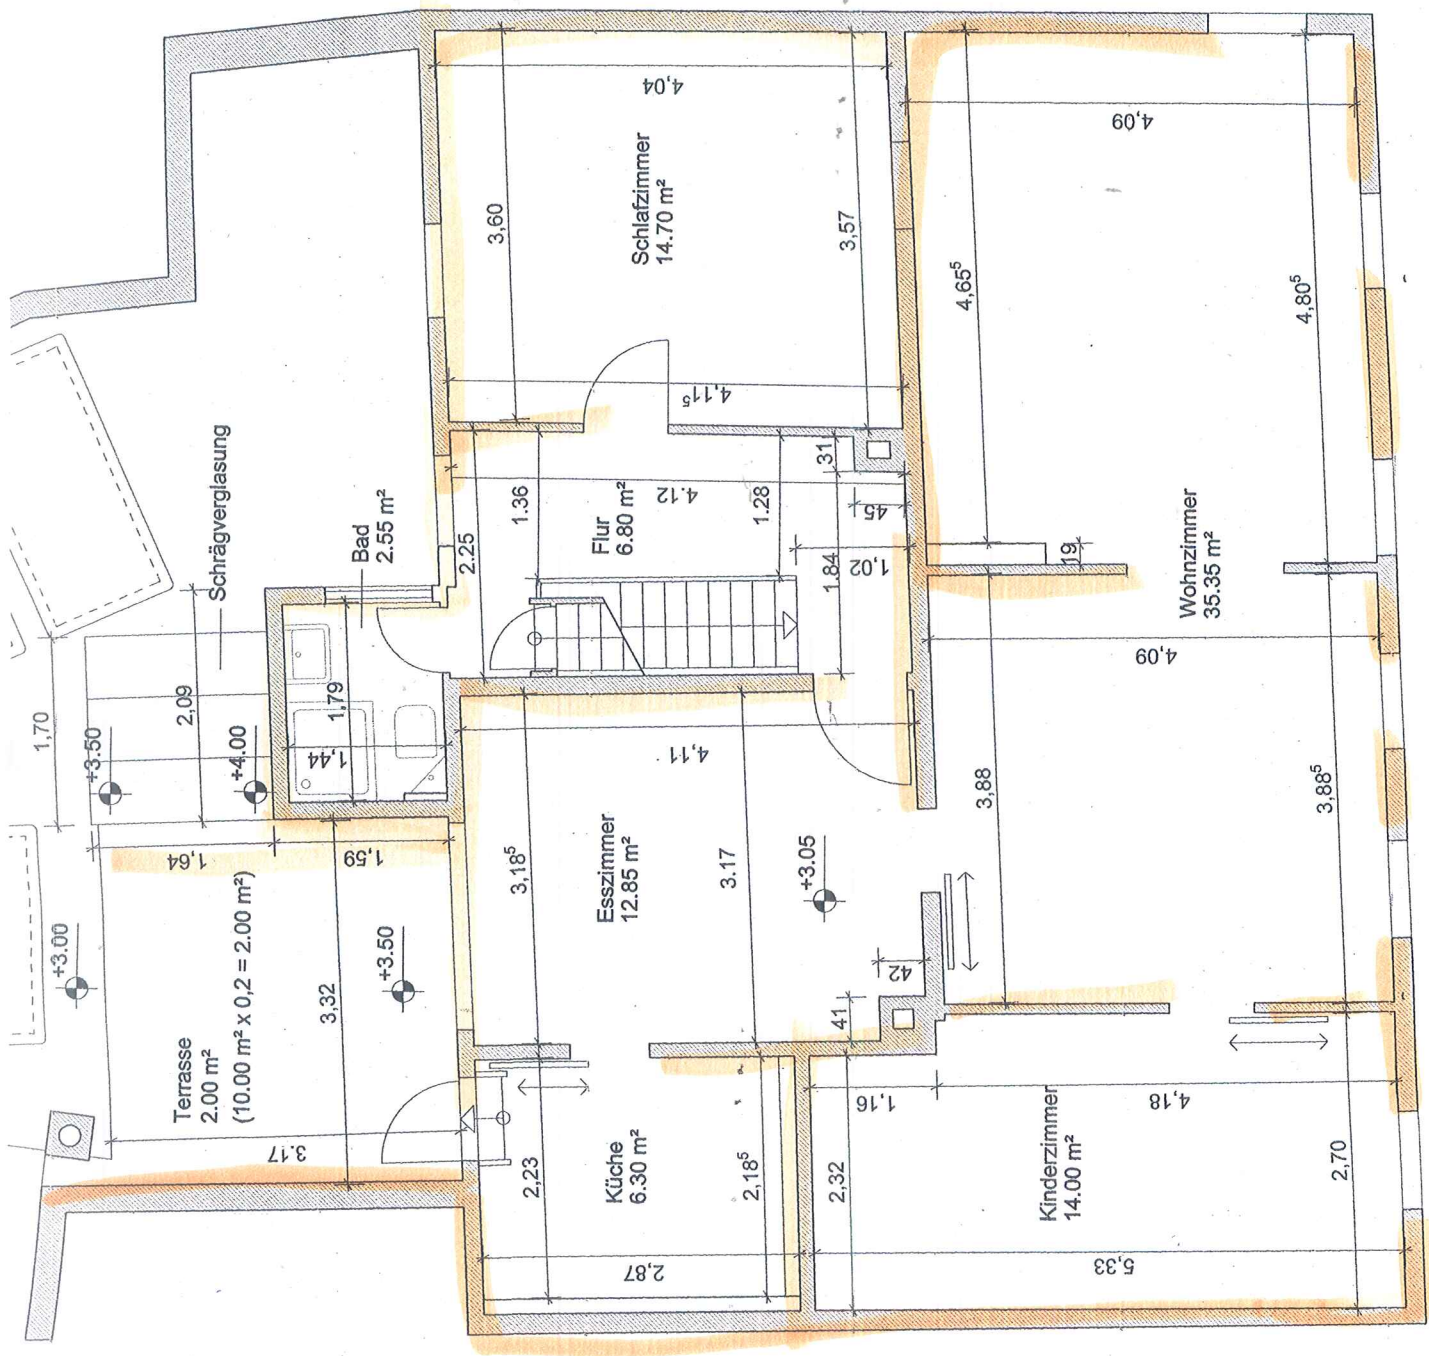 4,04
4,09
3,60
Schlafzimmer
14.70 m²
3,57
4,65⁵
4,80⁵
4,11⁵
Schrägverglasung
Bad
2.55 m²
2.25
1.36
4.12
Flur
6.80 m²
1.28
31
45
1.84
1,02
19
Wohnzimmer
35.35 m²
4,09
1,70
2,09
+3.50
+4.00
1,79
1,44
4,11
3,88
3,88⁵
1,64
1,59
3,18⁵
Esszimmer
12.85 m²
3.17
+3.05
+3.00
Terrasse
2.00 m²
(10.00 m² x 0,2 = 2.00 m²)
3,32
+3.50
42
41
3.17
2,23
Küche
6.30 m²
2,18⁵
2,32
1,16
4,18
Kinderzimmer
14.00 m²
2,70
2,87
5,33